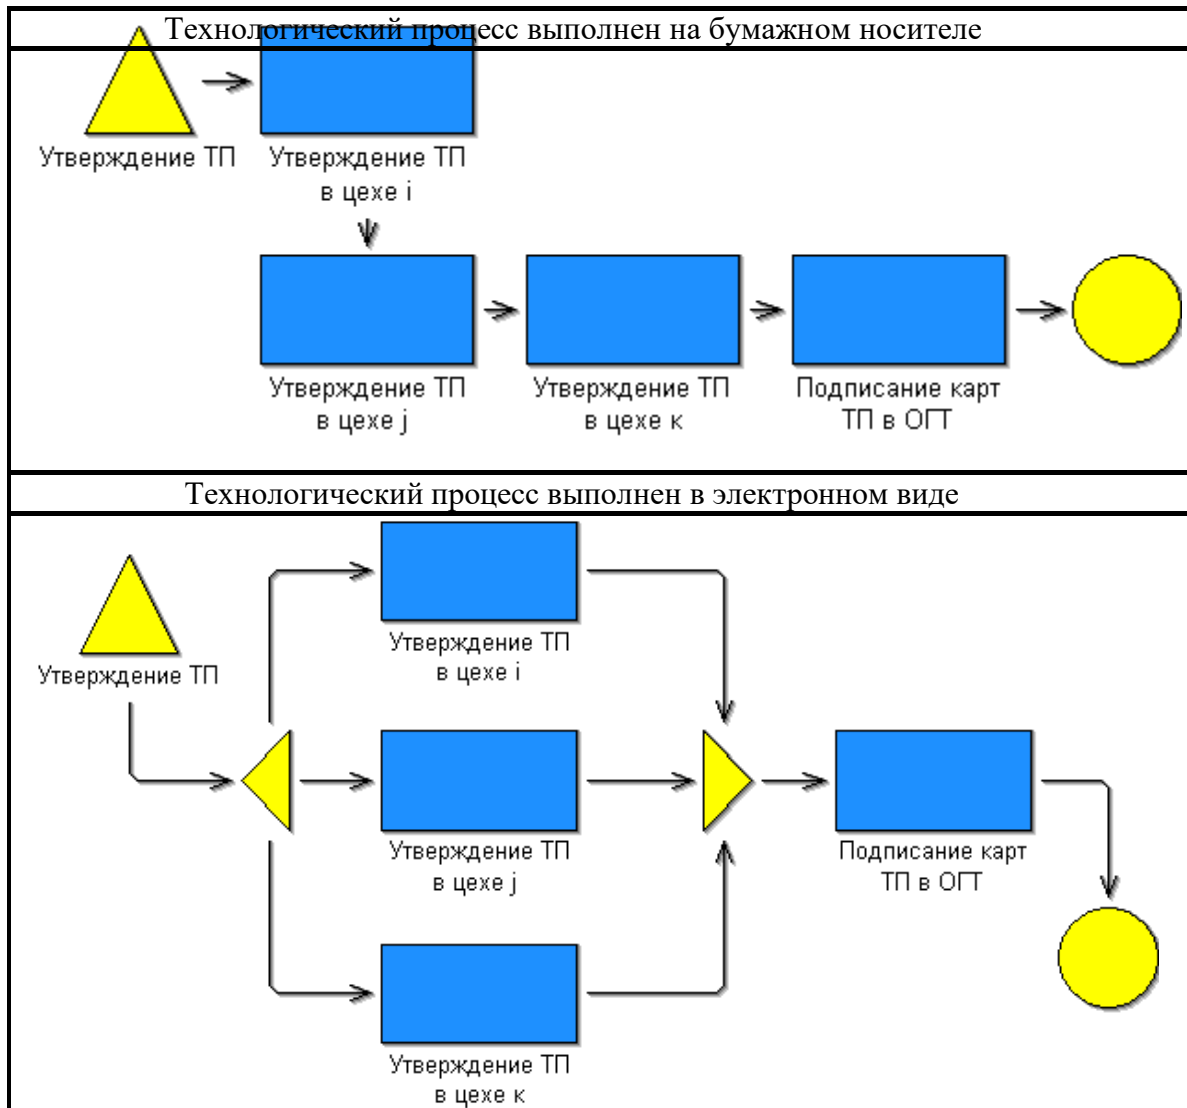 Технологический процесс выполнен на бумажном носителе
Утверждение ТП
Утверждение ТП
в цехе i
Утверждение ТП
в цехе j
Утверждение ТП
в цехе к
Подписание карт
ТП в ОГТ
Технологический процесс выполнен в электронном виде
Утверждение ТП
Утверждение ТП
в цехе i
Утверждение ТП
в цехе j
Подписание карт
ТП в ОГТ
Утверждение ТП
в цехе к